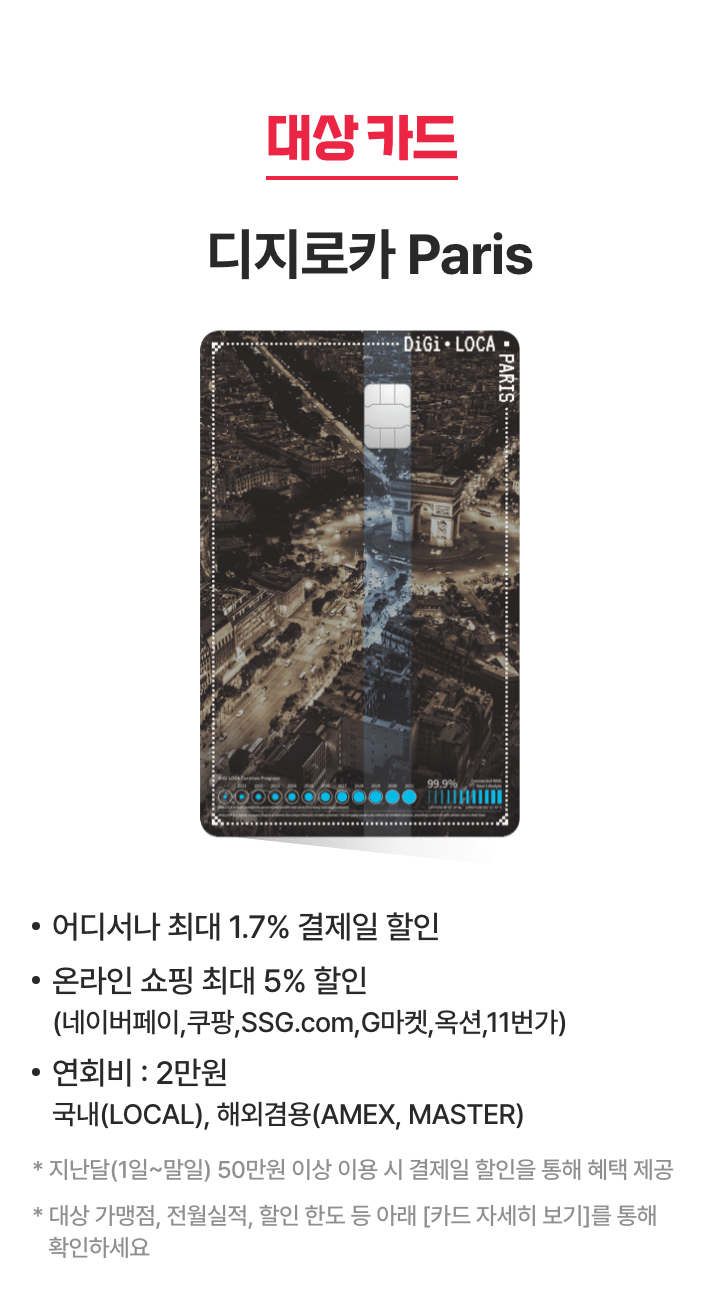 대상 카드
디지로카 Paris
DiGi • LOCA
PARIS
99.9%
• 어디서나 최대 1.7% 결제일 할인
• 온라인 쇼핑 최대 5% 할인
(네이버페이,쿠팡,SSG.com,G마켓,옥션,11번가)
• 연회비 : 2만원
국내(LOCAL), 해외겸용(AMEX, MASTER)
* 지난달(1일~말일) 50만원 이상 이용 시 결제일 할인을 통해 혜택 제공
* 대상 가맹점, 전월실적, 할인 한도 등 아래 [카드 자세히 보기]를 통해
확인하세요